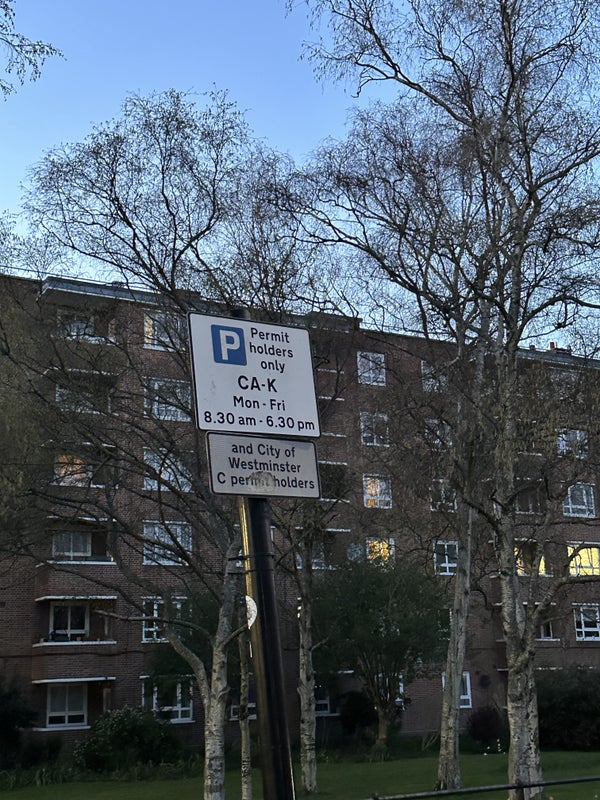 P Permit
holders
only
CA-K
Mon - Fri
8.30 am - 6.30 pm
and City of
Westminster
C permit holders